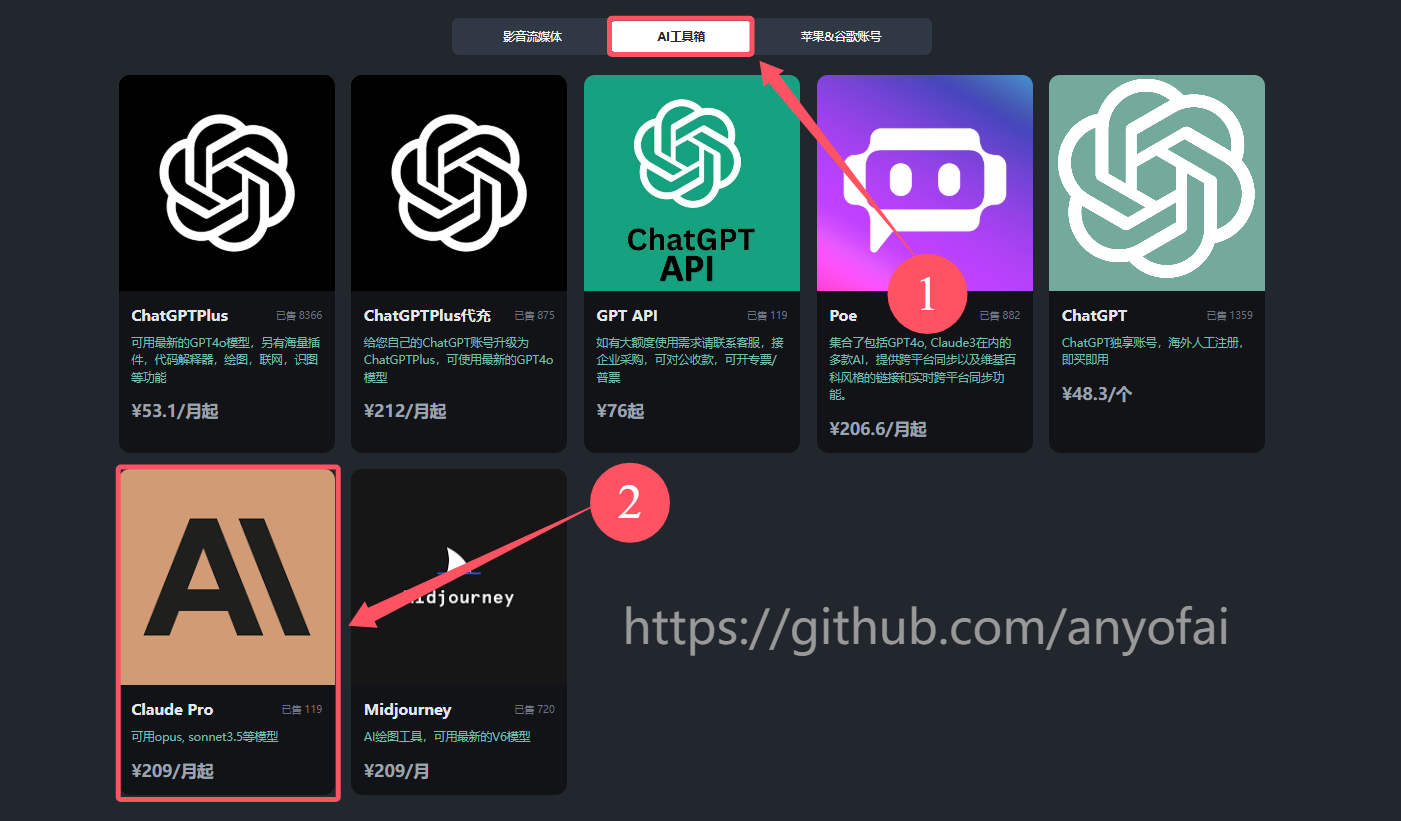 影音流媒体
AI工具箱
苹果&谷歌账号
ChatGPT
API
1
ChatGPTPlus
已售 8366
可用最新的GPT4o模型，另有海量插
件，代码解释器，绘图，联网，识图
等功能
¥53.1/月起
ChatGPTPlus代充
已售 875
给您自己的ChatGPT账号升级为
ChatGPTPlus，可使用最新的GPT4o
模型
¥212/月起
GPT API
已售 119
如有大额度使用需求请联系客服，接
企业采购，可对公收款，可开专票/
普票
¥76起
Poe
已售 882
集合了包括GPT4o, Claude3在内的
多款AI，提供跨平台同步以及维基百
科风格的链接和实时跨平台同步功
能。
¥206.6/月起
ChatGPT
已售 1359
ChatGPT独享账号，海外人工注册，
即买即用
¥48.3/个
2
AI
Midjourney
https://github.com/anyofai
Claude Pro
已售 119
可用opus, sonnet3.5等模型
¥209/月起
Midjourney
已售 720
AI绘图工具，可用最新的V6模型
¥209/月